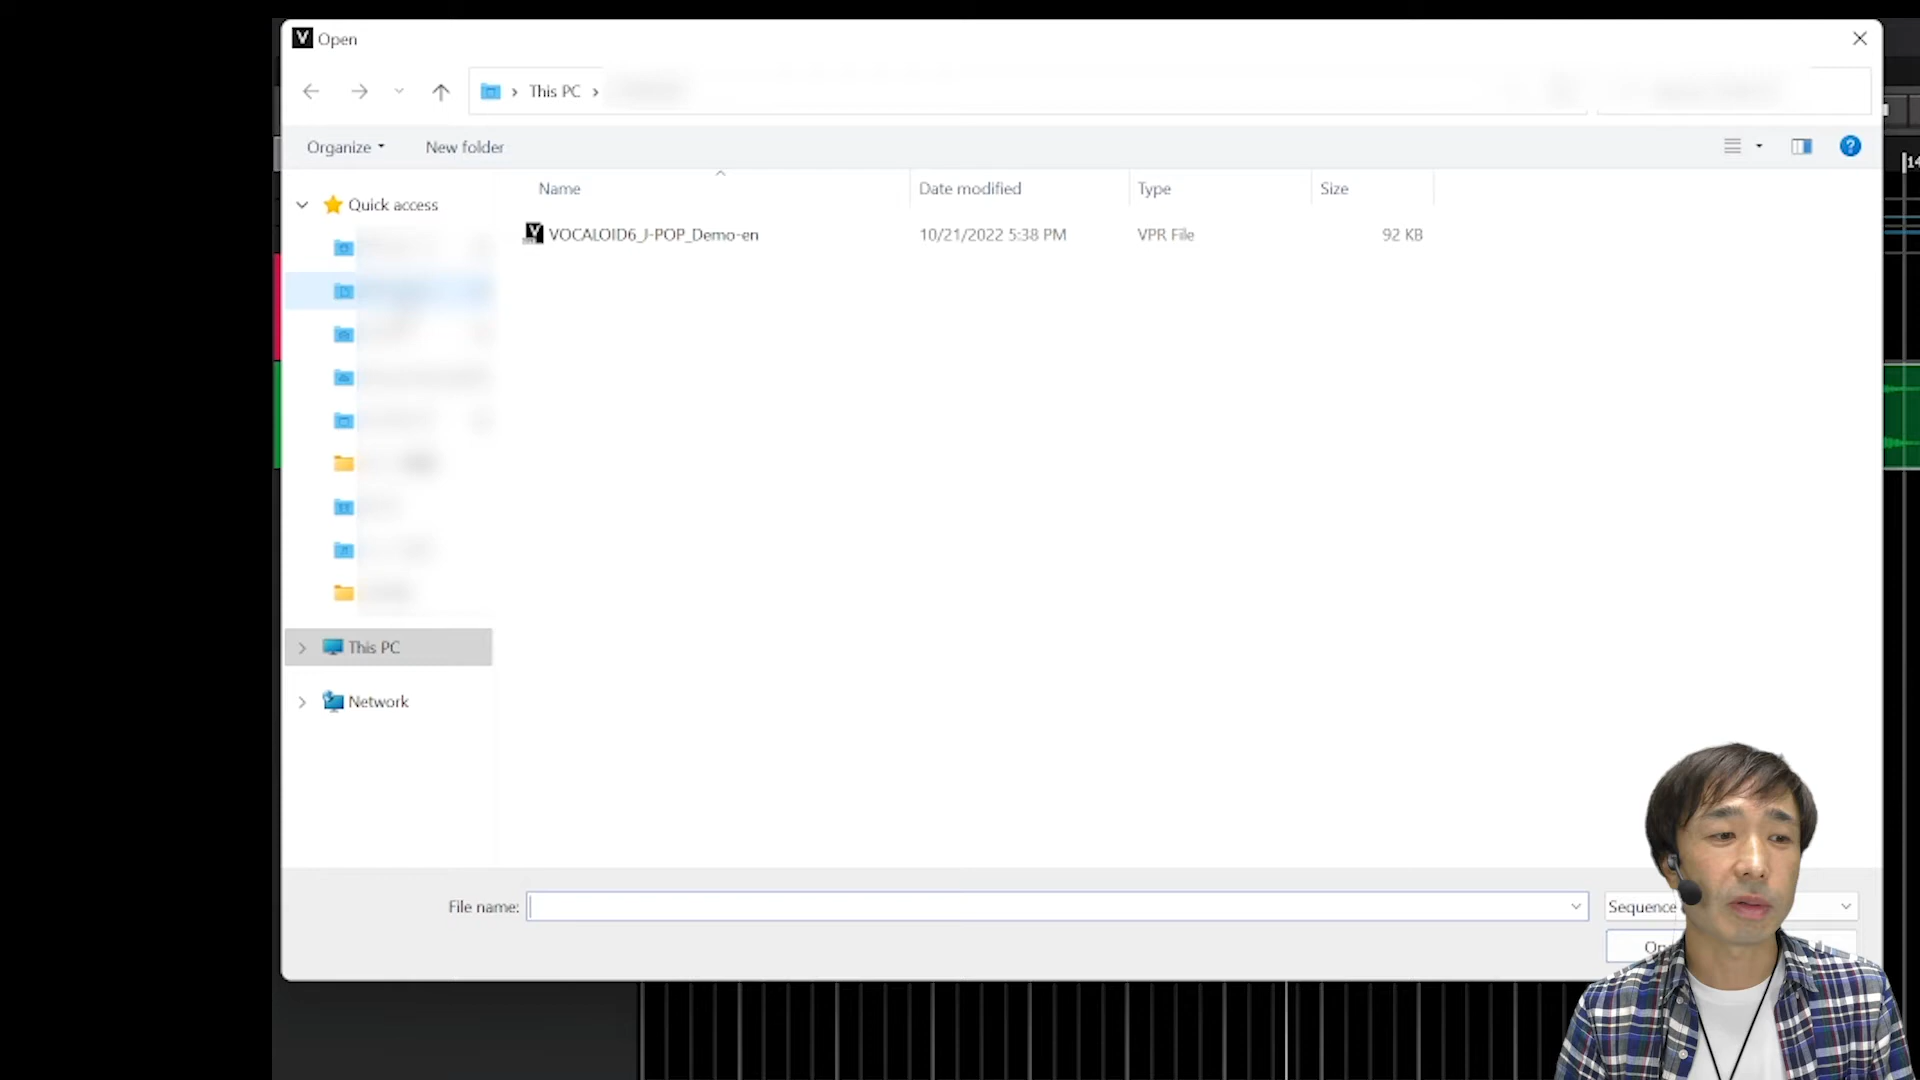 Open
This PC
Organize
New folder
Name
Date modified
Type
Size
VOCALOID6_J-POP_Demo-en
10/21/2022 5:38 PM
VPR File
92 KB
Quick access
This PC
Network
File name:
Sequence